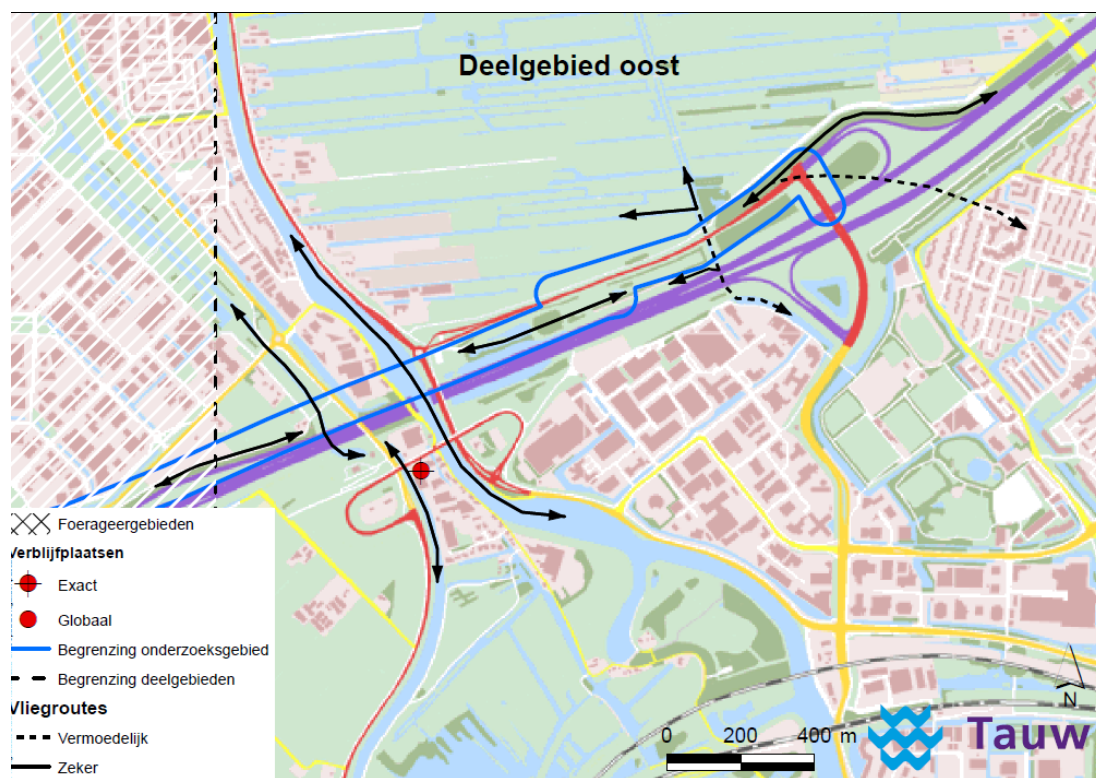 Deelgebied oost
Foerageergebieden
Verblijfplaatsen
Exact
Globaal
Begrenzing onderzoeksgebied
Begrenzing deelgebieden
Vliegroutes
Vermoedelijk
Zeker
0 200 400 m
N
Tauw